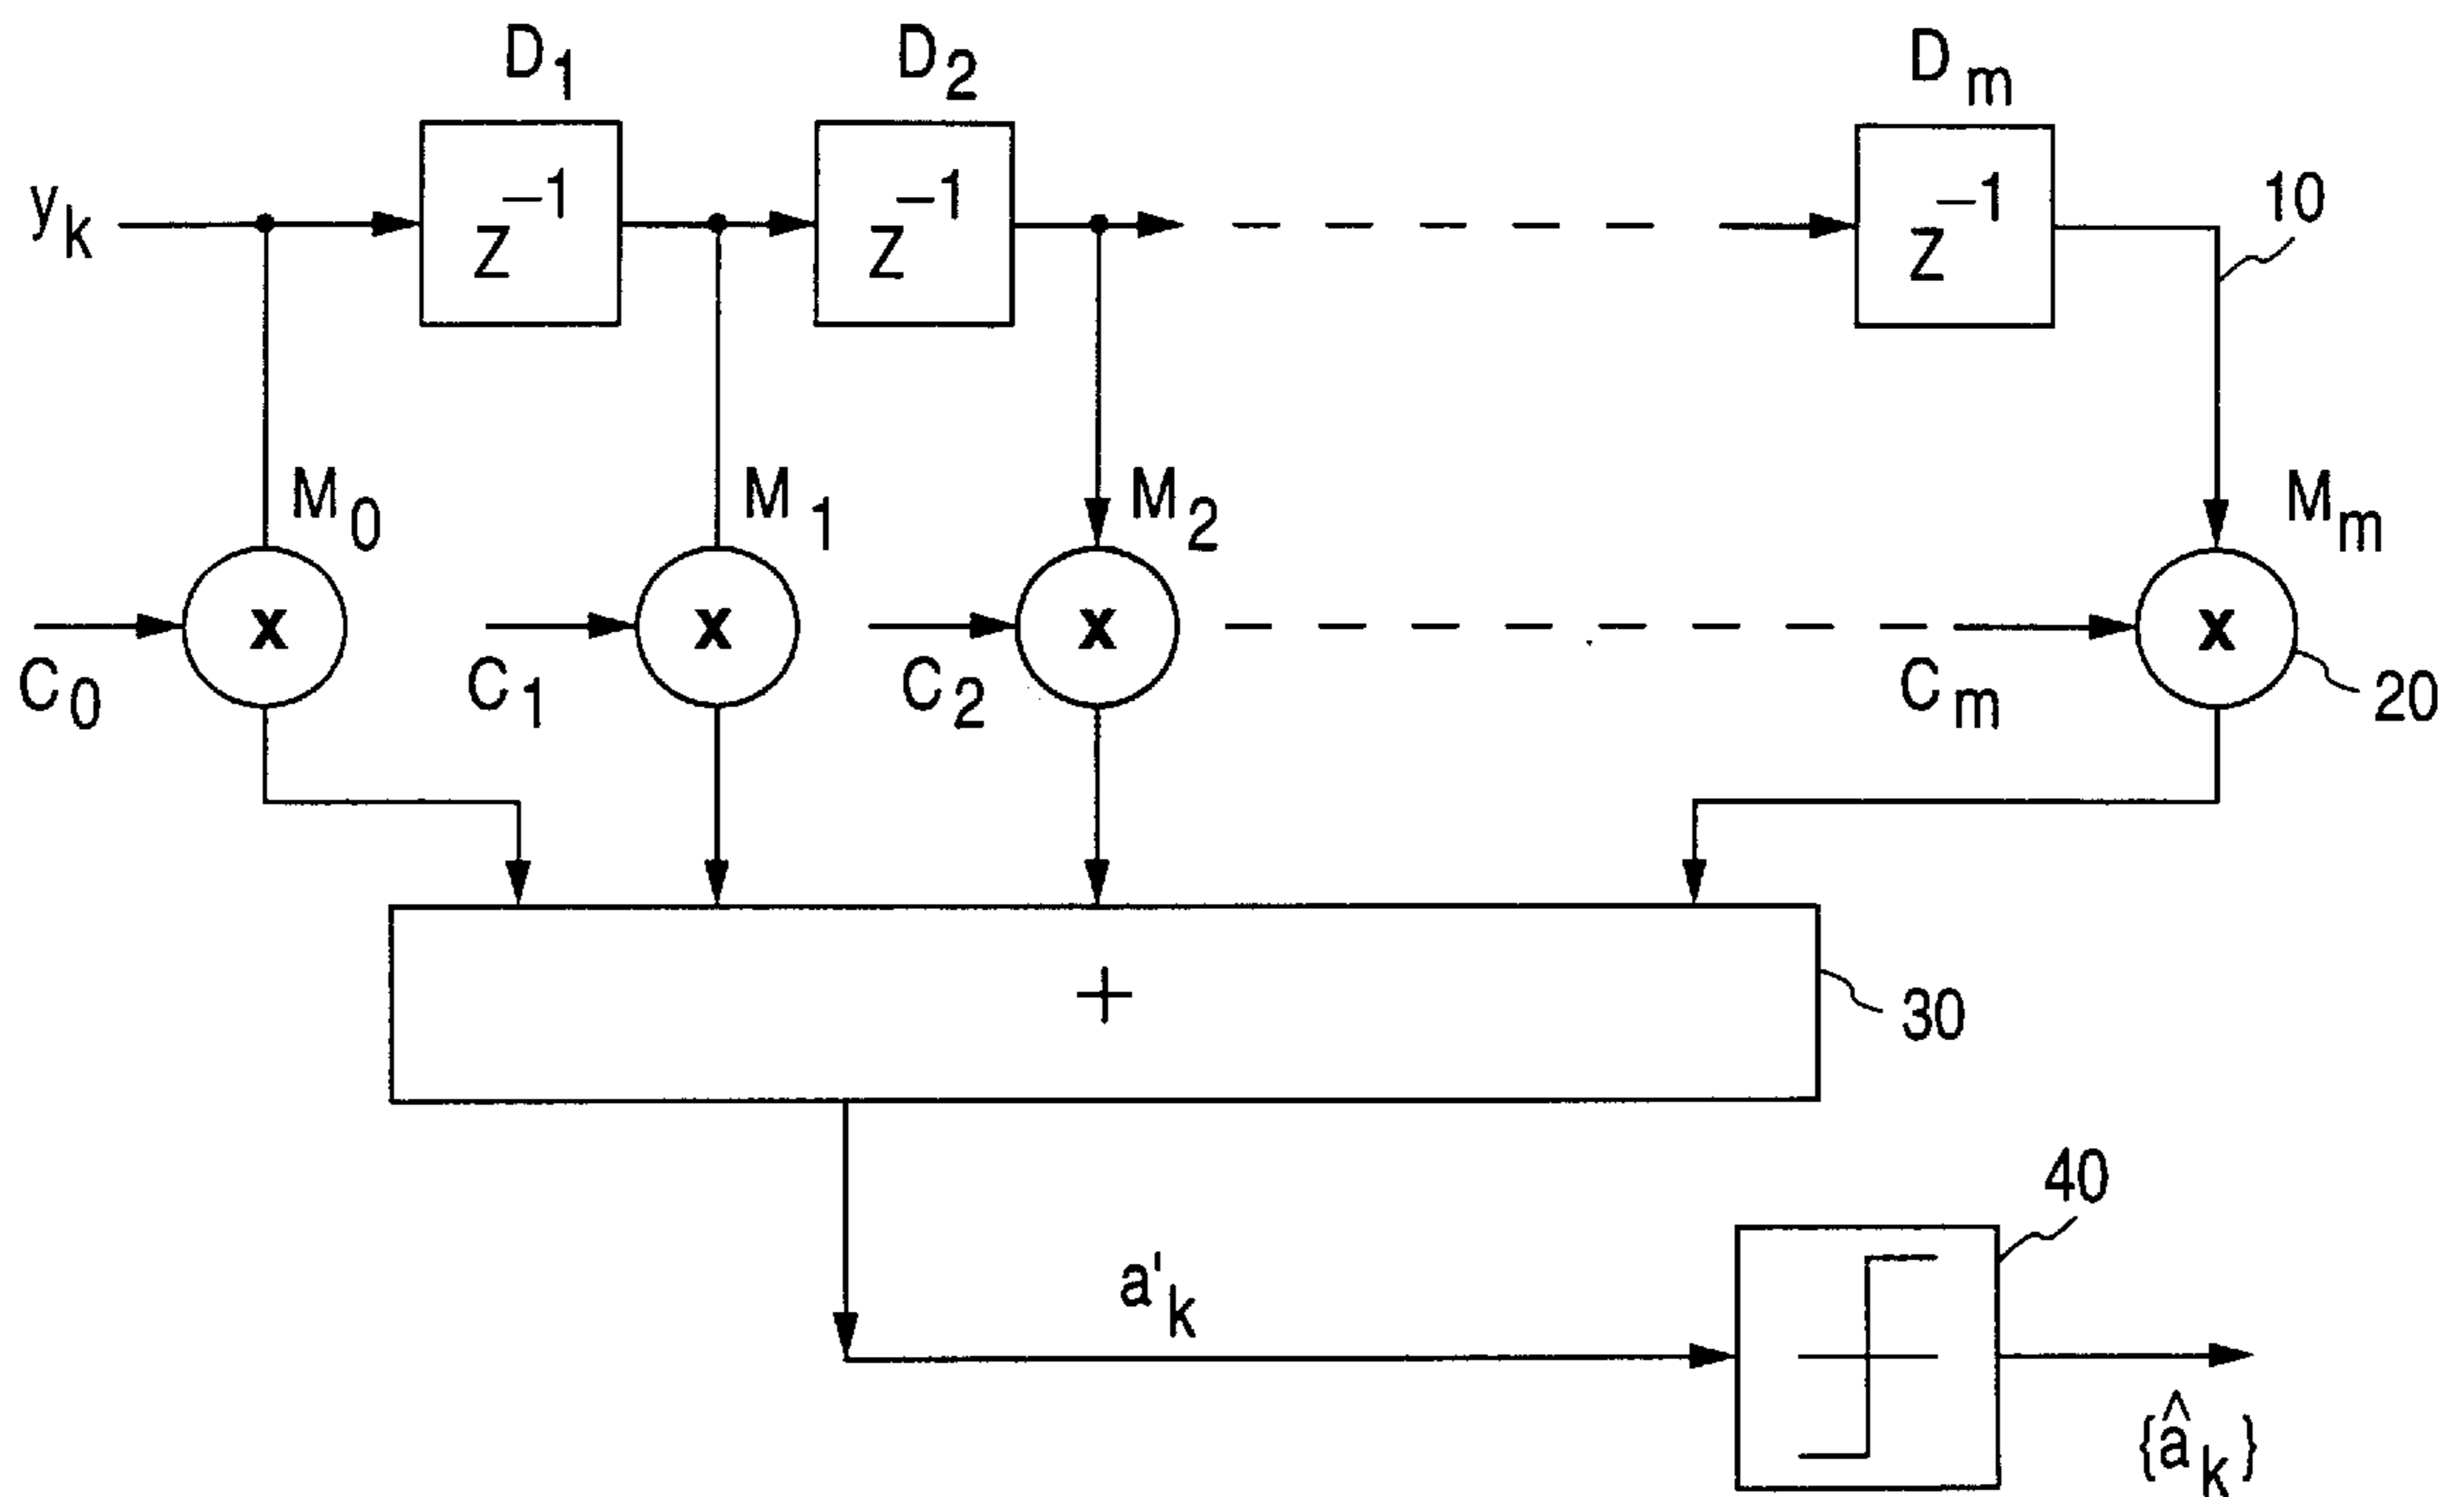 D₁ D₂ Dₘ
yₖ z⁻¹ z⁻¹ z⁻¹ 10
M₀ M₁ M₂ Mₘ
x x x x
C₀ C₁ C₂ Cₘ 20
+ 30
40
a'ₖ
{âₖ}